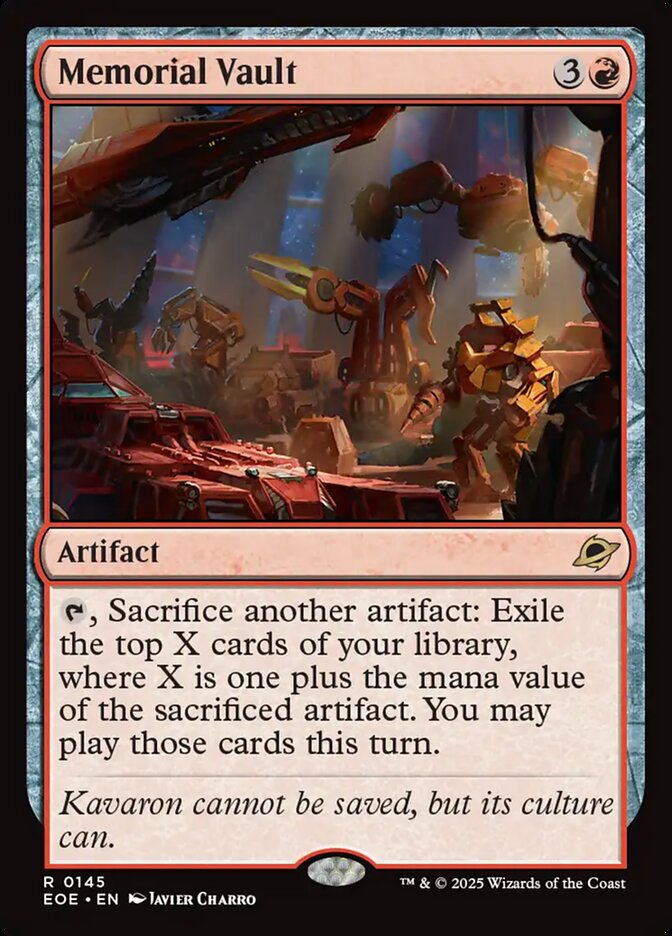 Memorial Vault 3
Artifact
, Sacrifice another artifact: Exile
the top X cards of your library,
where X is one plus the mana value
of the sacrificed artifact. You may
play those cards this turn.
Kavaron cannot be saved, but its culture
can.
R 0145
EOE • EN Javier Charro
™ & © 2025 Wizards of the Coast